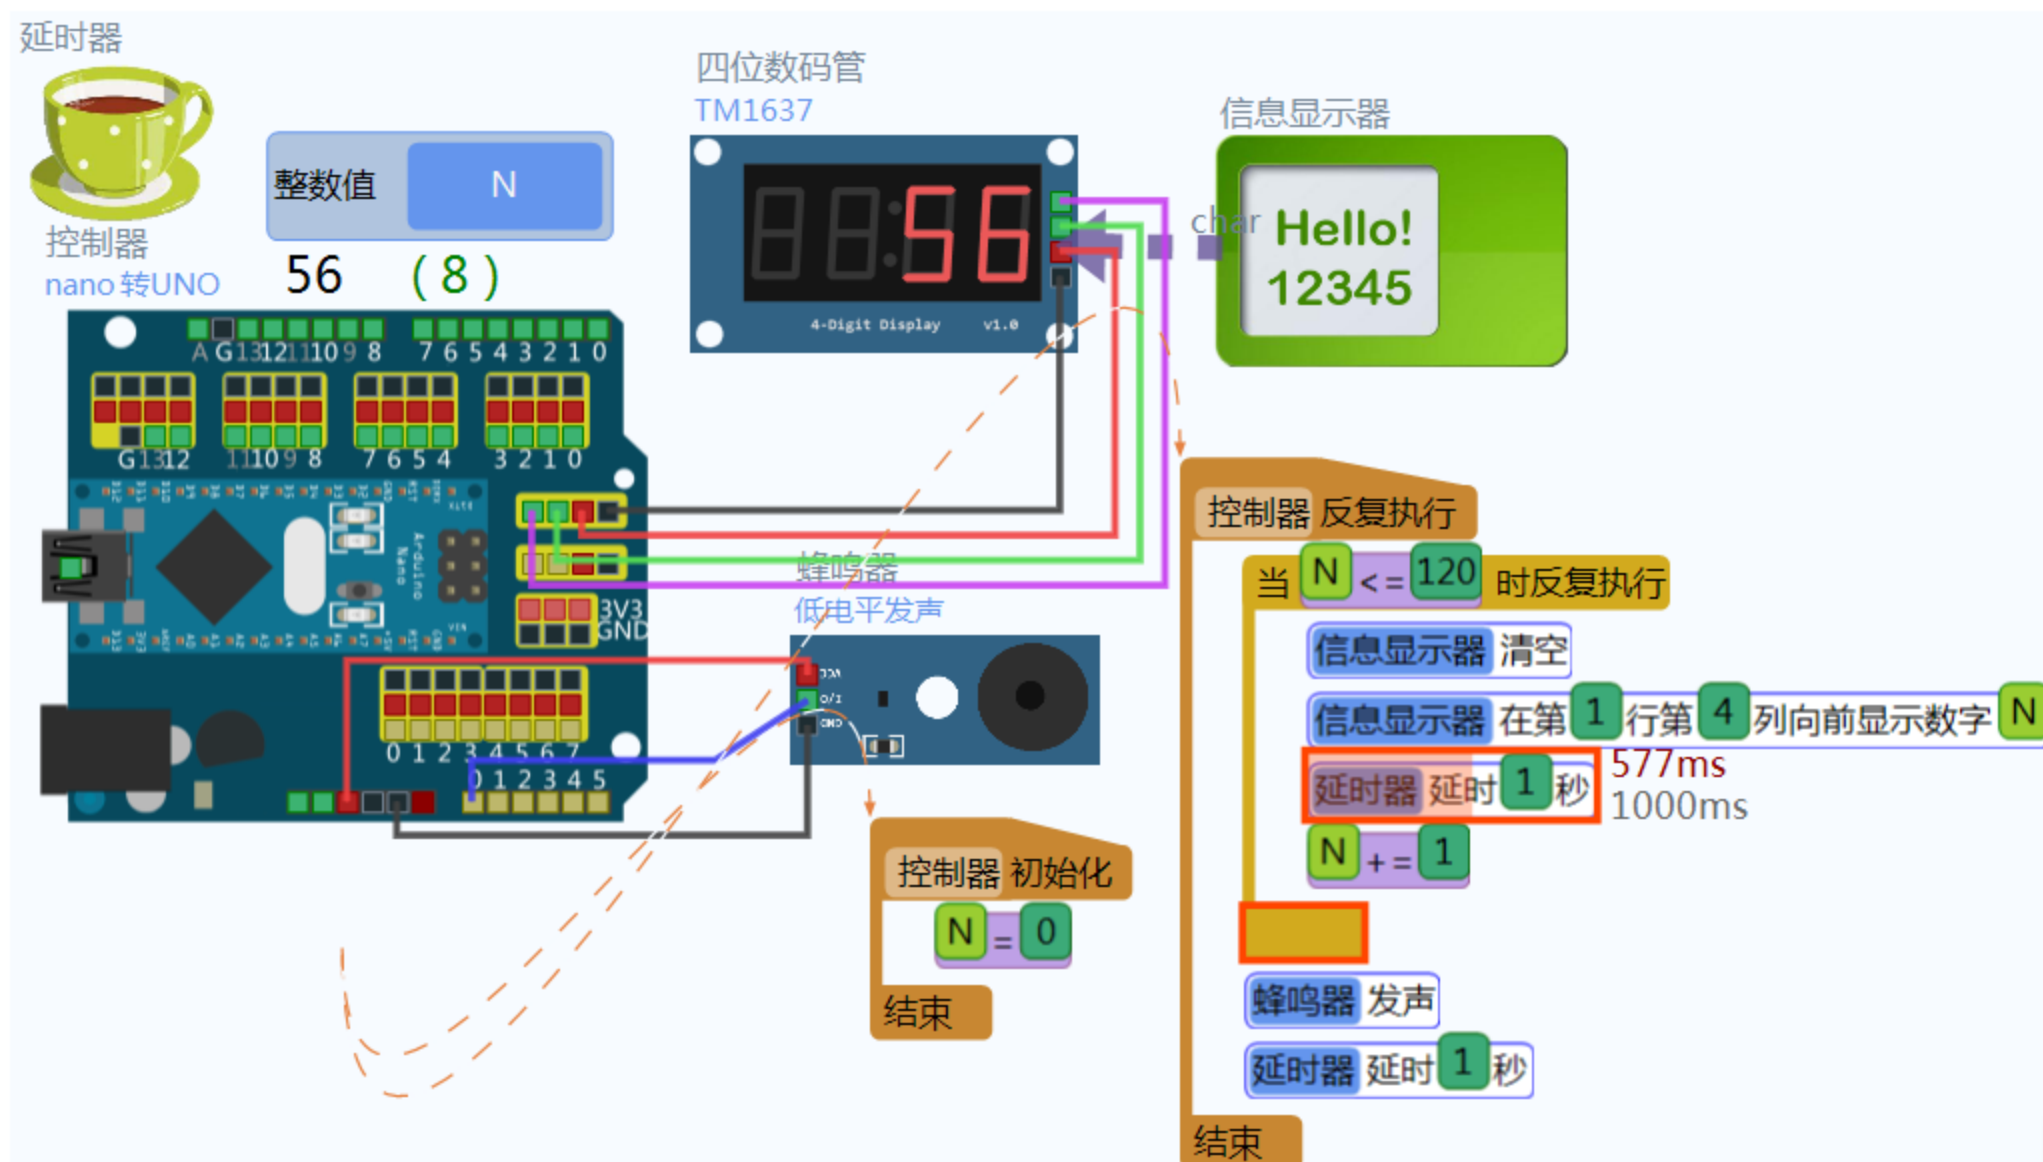 延时器
四位数码管
TM1637
信息显示器
整数值 N
控制器
nano 转UNO
56 (8)
char
Hello!
12345
4-Digit Display v1.0
A G 13 12 11 10 9 8 7 6 5 4 3 2 1 0
G 13 12 11 10 9 8 7 6 5 4 3 2 1 0
Arduino
Nano
VIN
3V3
GND
蜂鸣器
低电平发声
VCC
I/O
GND
0 1 2 3 4 5 6 7
0 1 2 3 4 5
控制器 初始化
N = 0
结束
控制器 反复执行
当 N <= 120 时反复执行
信息显示器 清空
信息显示器 在第 1 行第 4 列向前显示数字 N
延时器 延时 1 秒
577ms
1000ms
N += 1
蜂鸣器 发声
延时器 延时 1 秒
结束